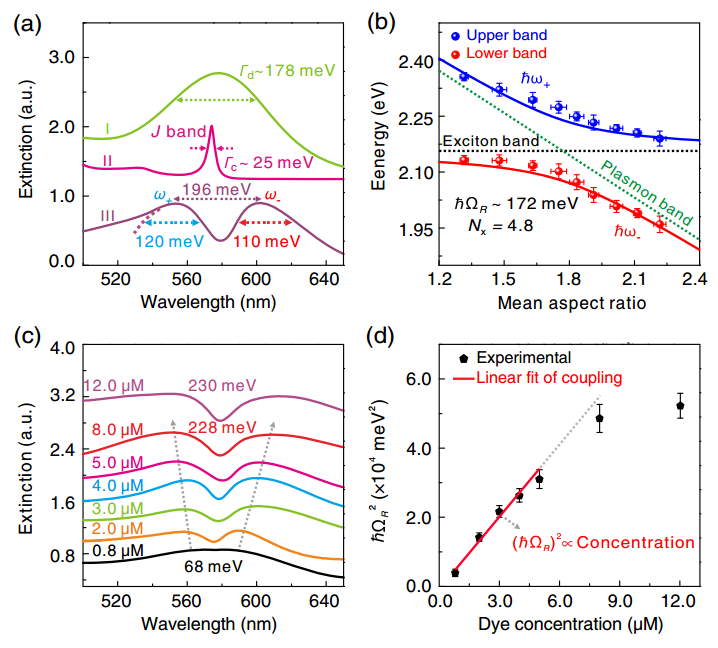 (a)
3.0
2.0
1.0
0.0
Extinction (a.u.)
Γd~178 meV
I
J band
II
Γc~ 25 meV
196 meV
ω+
ω-
III
120 meV
110 meV
520
560
600
640
Wavelength (nm)
(b)
Upper band
Lower band
2.40
2.25
2.10
1.95
Eenergy (eV)
ħω+
Exciton band
Plasmon band
ħΩR ~ 172 meV
Nx = 4.8
ħω-
1.2
1.5
1.8
2.1
2.4
Mean aspect ratio
(c)
4.0
3.2
2.4
1.6
0.8
Extinction (a.u.)
12.0 μM
230 meV
8.0 μM
228 meV
5.0 μM
4.0 μM
3.0 μM
2.0 μM
0.8 μM
68 meV
520
560
600
640
Wavelength (nm)
(d)
Experimental
Linear fit of coupling
6.0
4.0
2.0
0.0
ħΩR² (×10⁴ meV²)
(ħΩR)²∝ Concentration
0.0
3.0
6.0
9.0
12.0
Dye concentration (μM)